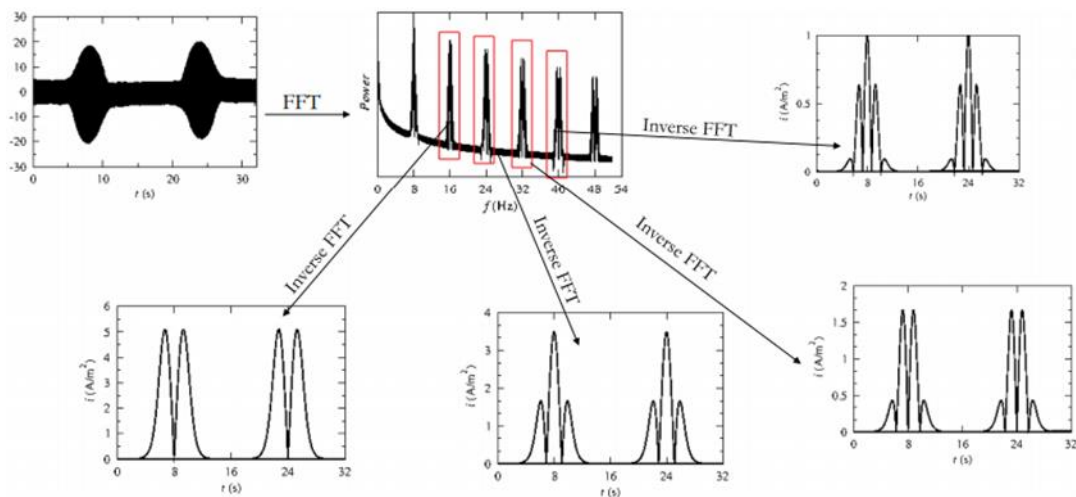 30
20
10
0
-10
-20
-30
0 10 20 30
t (s)
FFT
Power
0 8 16 24 32 40 48 54
f(Hz)
Inverse FFT
i (A/m²)
1
0.5
0
0 8 16 24 32
t (s)
Inverse FFT
Inverse FFT
Inverse FFT
i (A/m²)
6
5
4
3
2
1
0
0 8 16 24 32
t (s)
i (A/m²)
4
3
2
1
0
0 8 16 24 32
t (s)
i (A/m²)
2
1.5
1
0.5
0
0 8 16 24 32
t (s)